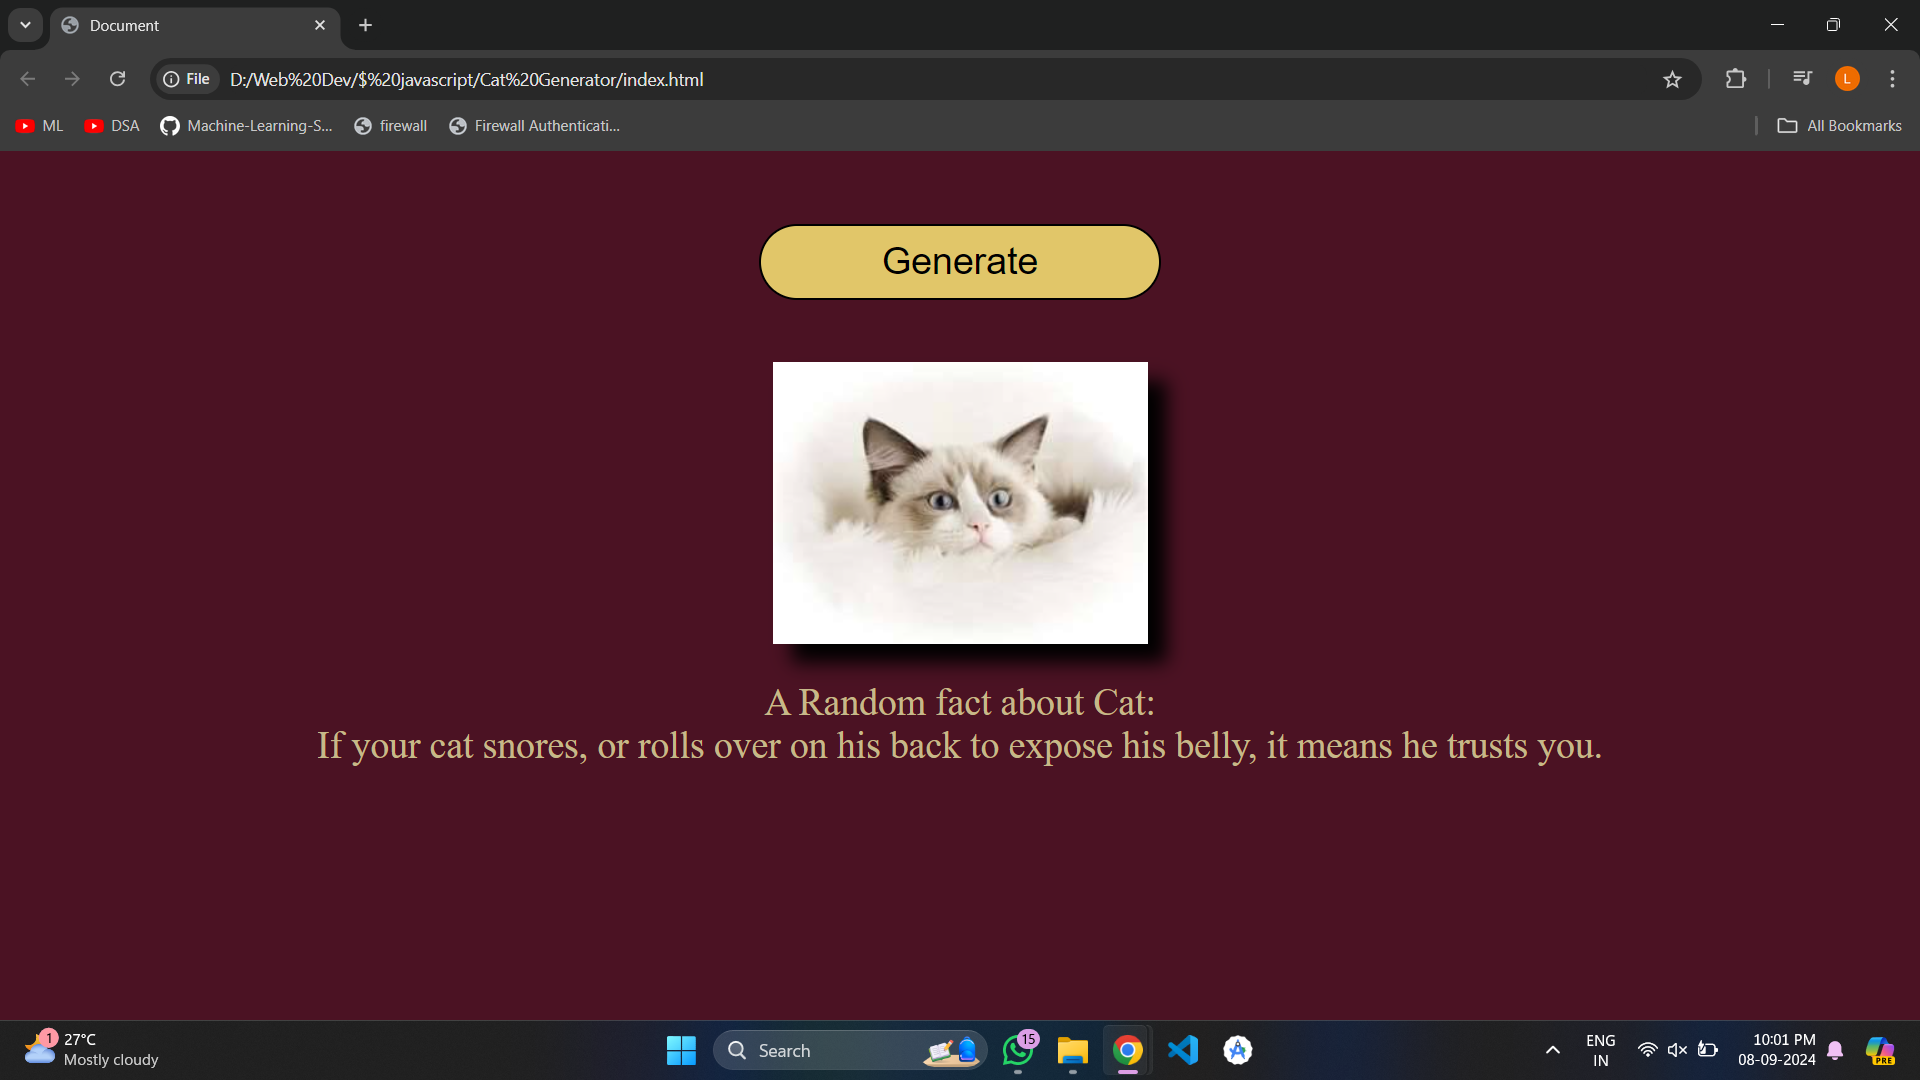 Document
File
D:/Web%20Dev/$%20javascript/Cat%20Generator/index.html
L
ML
DSA
Machine-Learning-S...
firewall
Firewall Authenticati...
All Bookmarks
Generate
A Random fact about Cat:
If your cat snores, or rolls over on his back to expose his belly, it means he trusts you.
1
27°C
Mostly cloudy
Search
15
ENG
IN
10:01 PM
08-09-2024
PRE